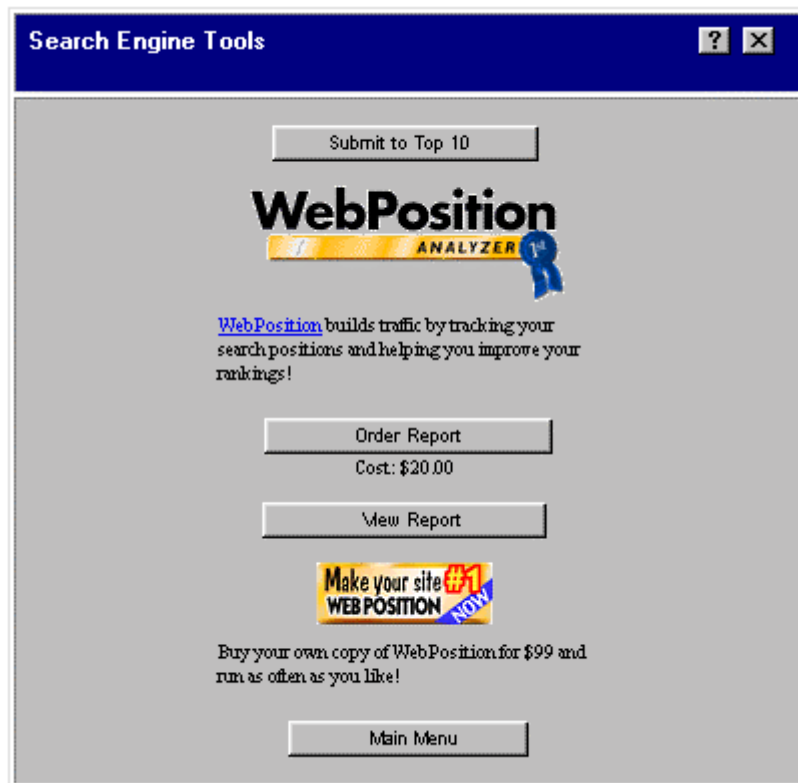 Search Engine Tools
Submit to Top 10
WebPosition
ANALYZER 1st
WebPosition builds traffic by tracking your
search positions and helping you improve your
rankings!
Order Report
Cost: $20.00
View Report
Make your site #1
WEBPOSITION NOW
Buy your own copy of WebPosition for $99 and
run as often as you like!
Main Menu